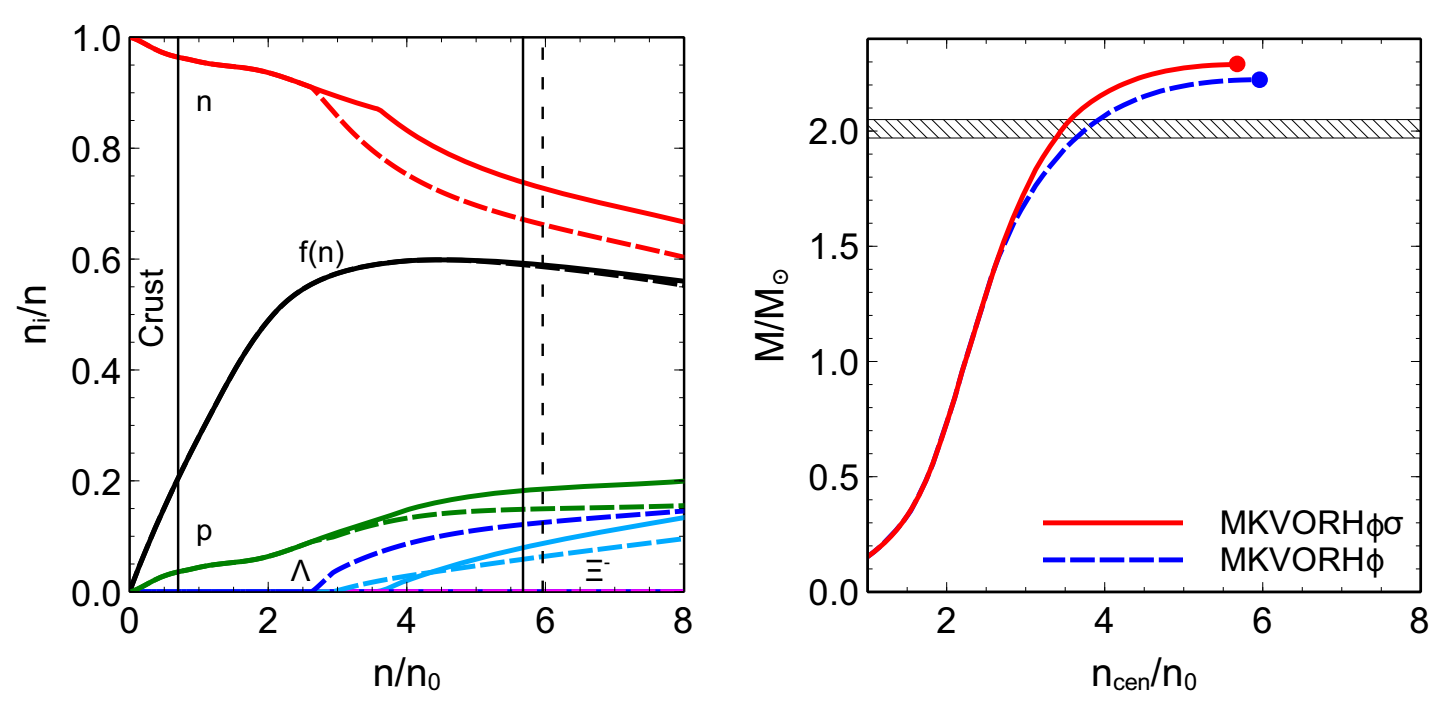 1.0
0.8
0.6
0.4
0.2
0.0
nᵢ/n
Crust
n
f(n)
p
Λ
Ξ⁻
0 2 4 6 8
n/n₀
2.0
1.5
1.0
0.5
0.0
M/M☉
MKVORHϕσ
MKVORHϕ
2 4 6 8
n_cen/n₀